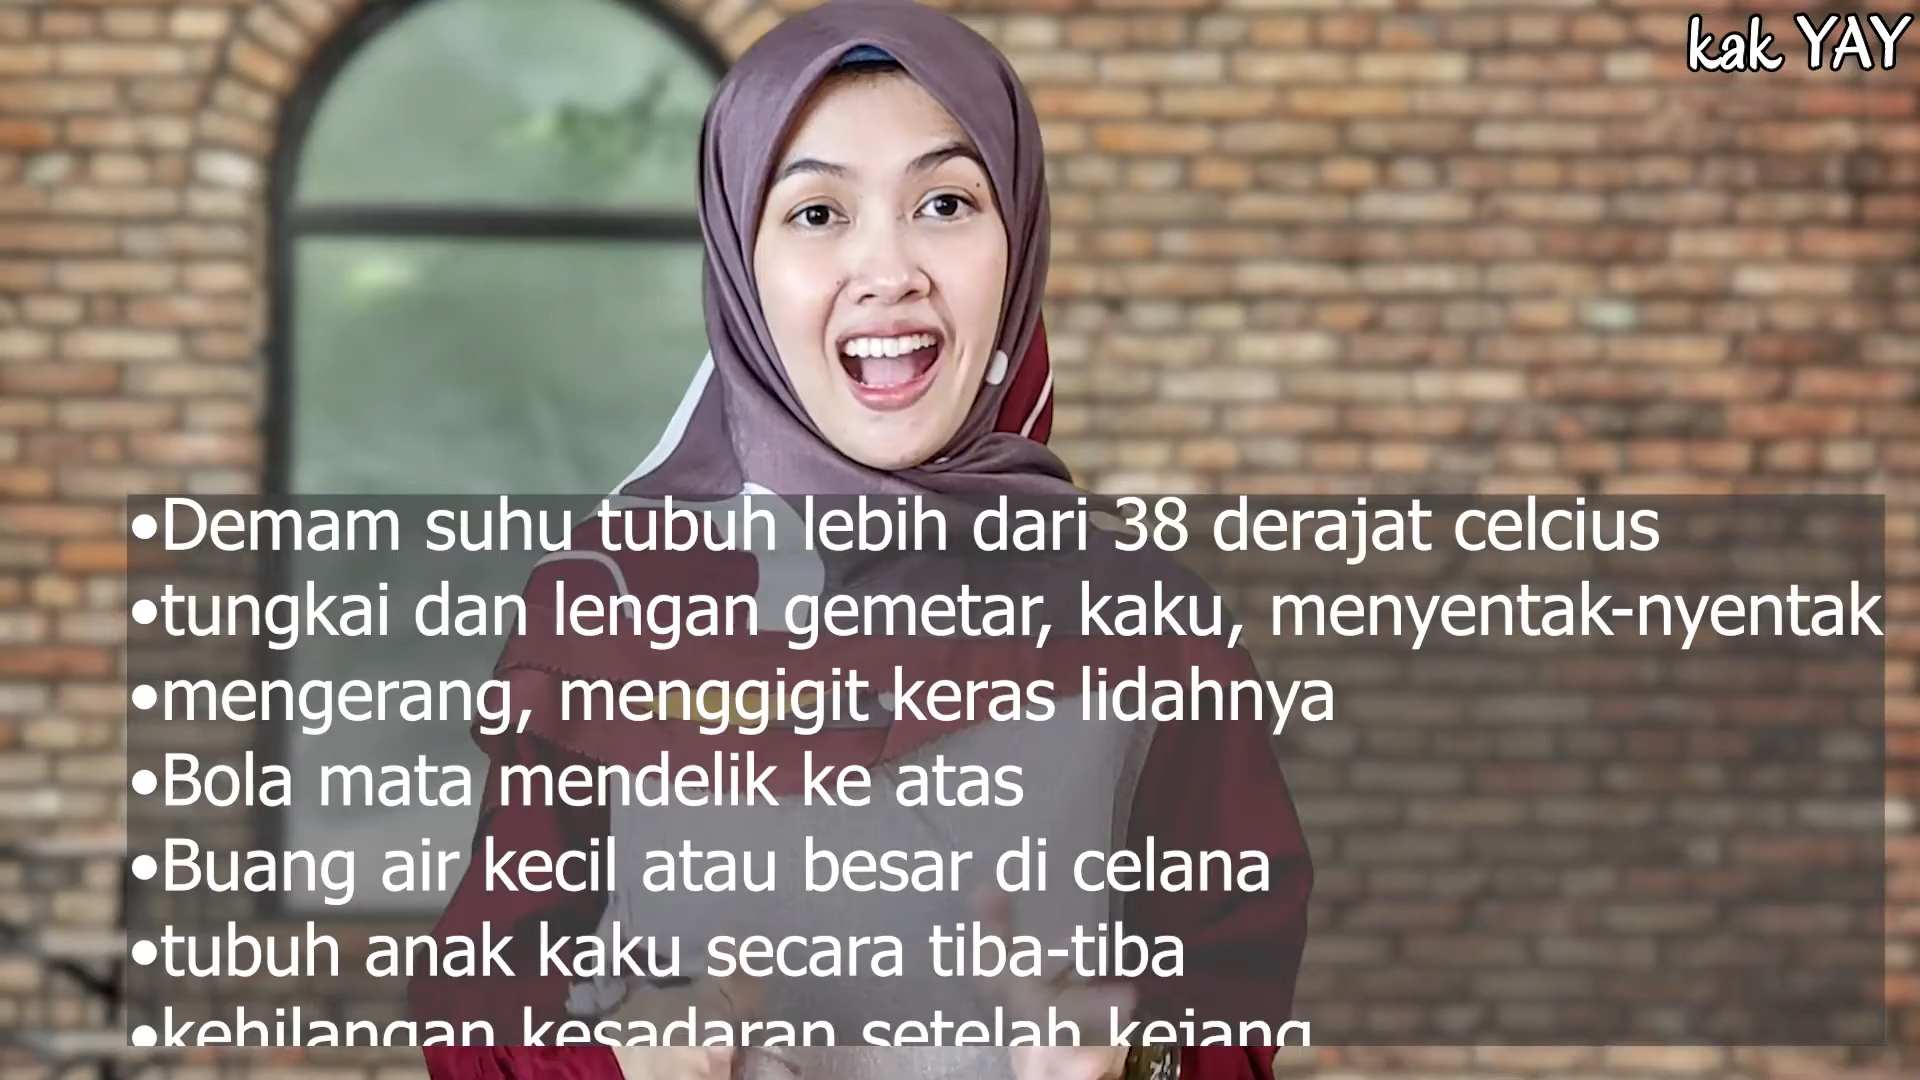 kak YAY
•Demam suhu tubuh lebih dari 38 derajat celcius
•tungkai dan lengan gemetar, kaku, menyentak-nyentak
•mengerang, menggigit keras lidahnya
•Bola mata mendelik ke atas
•Buang air kecil atau besar di celana
•tubuh anak kaku secara tiba-tiba
•kehilangan kesadaran setelah kejang